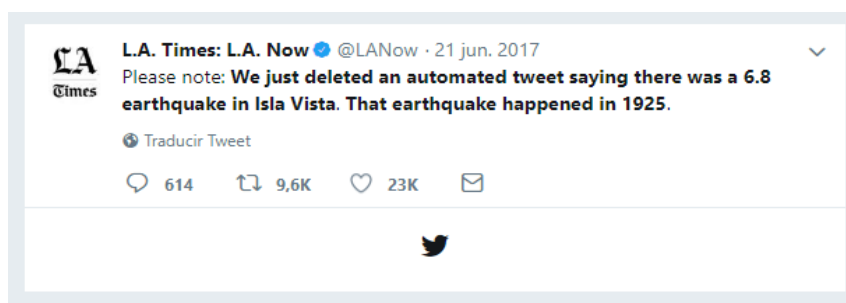 LA
Times
L.A. Times: L.A. Now @LANow · 21 jun. 2017
Please note: We just deleted an automated tweet saying there was a 6.8
earthquake in Isla Vista. That earthquake happened in 1925.
Traducir Tweet
614 9,6K 23K